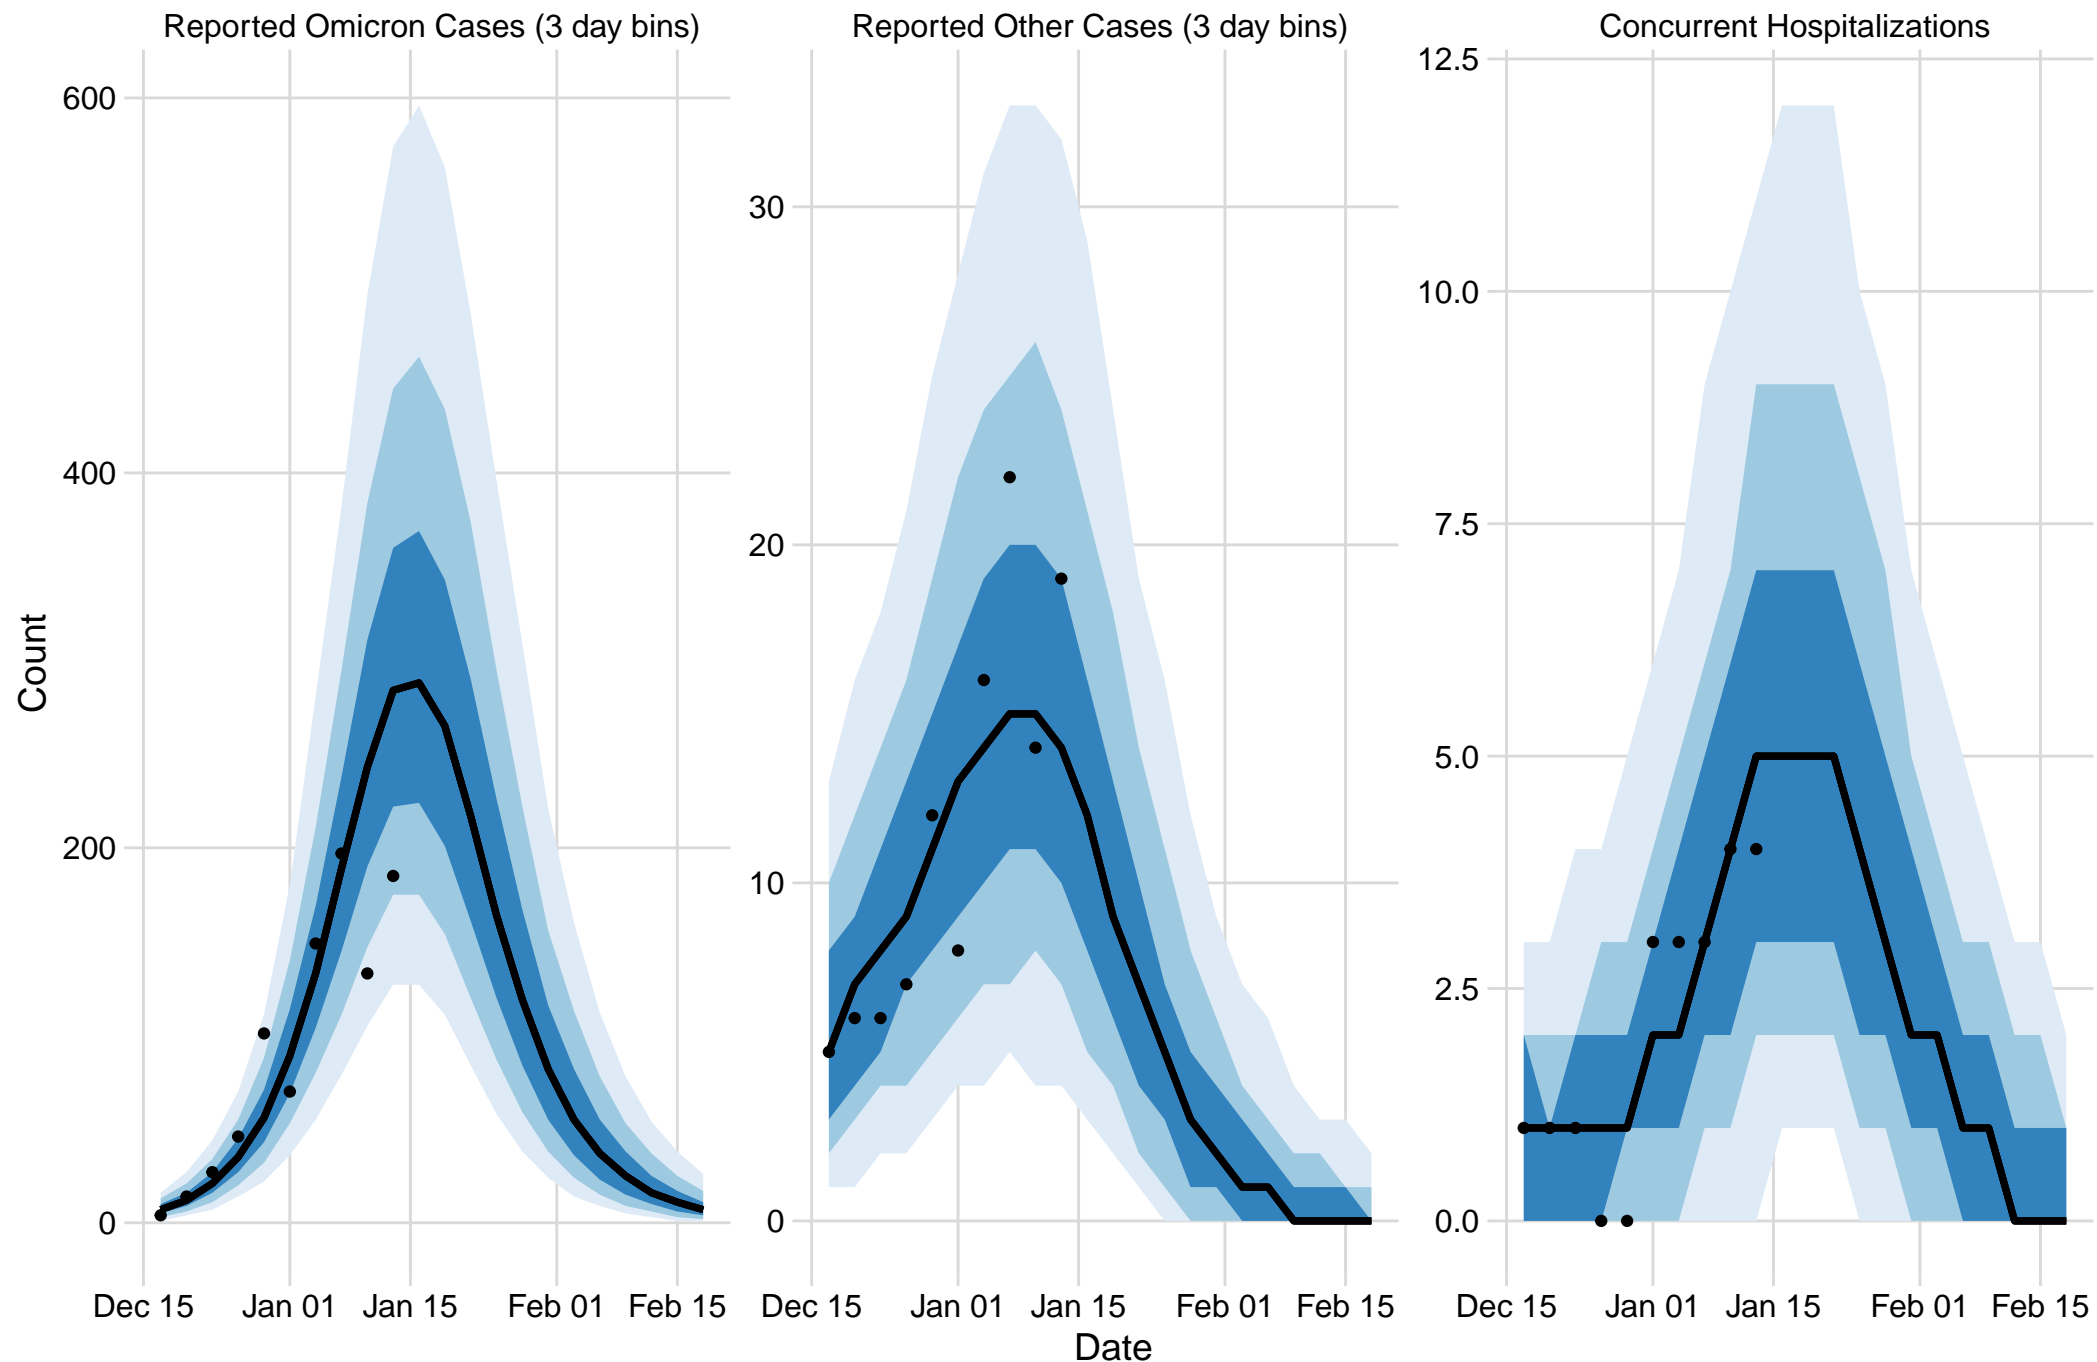 Reported Omicron Cases (3 day bins)
Reported Other Cases (3 day bins)
Concurrent Hospitalizations
Count
600
400
200
0
30
20
10
0
12.5
10.0
7.5
5.0
2.5
0.0
Dec 15 Jan 01 Jan 15 Feb 01 Feb 15
Dec 15 Jan 01 Jan 15 Feb 01 Feb 15
Dec 15 Jan 01 Jan 15 Feb 01 Feb 15
Date